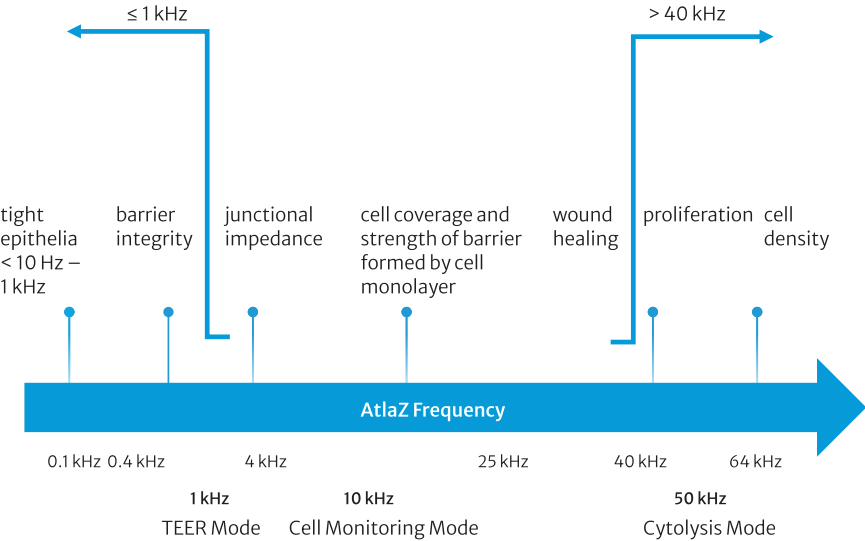 ≤ 1 kHz
> 40 kHz
tight
epithelia
< 10 Hz –
1 kHz
barrier
integrity
junctional
impedance
cell coverage and
strength of barrier
formed by cell
monolayer
wound
healing
proliferation
cell
density
AtlaZ Frequency
0.1 kHz
0.4 kHz
4 kHz
25 kHz
40 kHz
64 kHz
1 kHz
10 kHz
50 kHz
TEER Mode
Cell Monitoring Mode
Cytolysis Mode